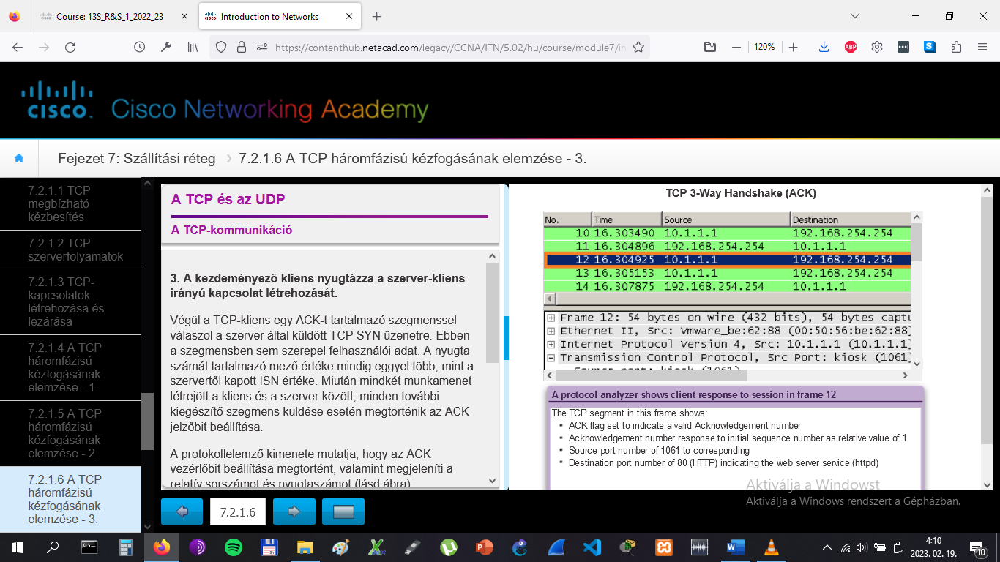 Course: 13S_R&S_1_2022_23
Introduction to Networks
https://contenthub.netacad.com/legacy/CCNA/ITN/5.02/hu/course/module7/in
120%
ABP
CISCO
Cisco Networking Academy
Fejezet 7: Szállítási réteg
7.2.1.6 A TCP háromfázisú kézfogásának elemzése - 3.
7.2.1.1 TCP
megbízható
kézbesítés
7.2.1.2 TCP
szerverfolyamatok
7.2.1.3 TCP-
kapcsolatok
létrehozása és
lezárása
7.2.1.4 A TCP
háromfázisú
kézfogásának
elemzése - 1.
7.2.1.5 A TCP
háromfázisú
kézfogásának
elemzése - 2.
7.2.1.6 A TCP
háromfázisú
kézfogásának
elemzése - 3.
A TCP és az UDP
A TCP-kommunikáció
3. A kezdeményező kliens nyugtázza a szerver-kliens
irányú kapcsolat létrehozását.
Végül a TCP-kliens egy ACK-t tartalmazó szegmenssel
válaszol a szerver által küldött TCP SYN üzenetre. Ebben
a szegmensben sem szerepel felhasználói adat. A nyugta
számát tartalmazó mező értéke mindig eggyel több, mint a
szervertől kapott ISN értéke. Miután mindkét munkamenet
létrejött a kliens és a szerver között, minden további
kiegészítő szegmens küldése esetén megtörténik az ACK
jelzőbit beállítása.
A protokollelemző kimenete mutatja, hogy az ACK
vezérlőbit beállítása megtörtént, valamint megjeleníti a
relatív sorszámot és nyugtaszámot (lásd ábra).
7.2.1.6
TCP 3-Way Handshake (ACK)
No. Time Source Destination
10 16.303490 10.1.1.1 192.168.254.254
11 16.304896 192.168.254.254 10.1.1.1
12 16.304925 10.1.1.1 192.168.254.254
13 16.305153 10.1.1.1 192.168.254.254
14 16.307875 192.168.254.254 10.1.1.1
Frame 12: 54 bytes on wire (432 bits), 54 bytes captu
Ethernet II, Src: Vmware_be:62:88 (00:50:56:be:62:88)
Internet Protocol Version 4, Src: 10.1.1.1 (10.1.1.1)
Transmission Control Protocol, Src Port: kiosk (1061)
Source port: kiosk (1061)
A protocol analyzer shows client response to session in frame 12
The TCP segment in this frame shows:
• ACK flag set to indicate a valid Acknowledgement number
• Acknowledgement number response to initial sequence number as relative value of 1
• Source port number of 1061 to corresponding
• Destination port number of 80 (HTTP) indicating the web server service (httpd)
Aktiválja a Windowst
Aktiválja a Windows rendszert a Gépházban.
4:10
2023. 02. 19.
10